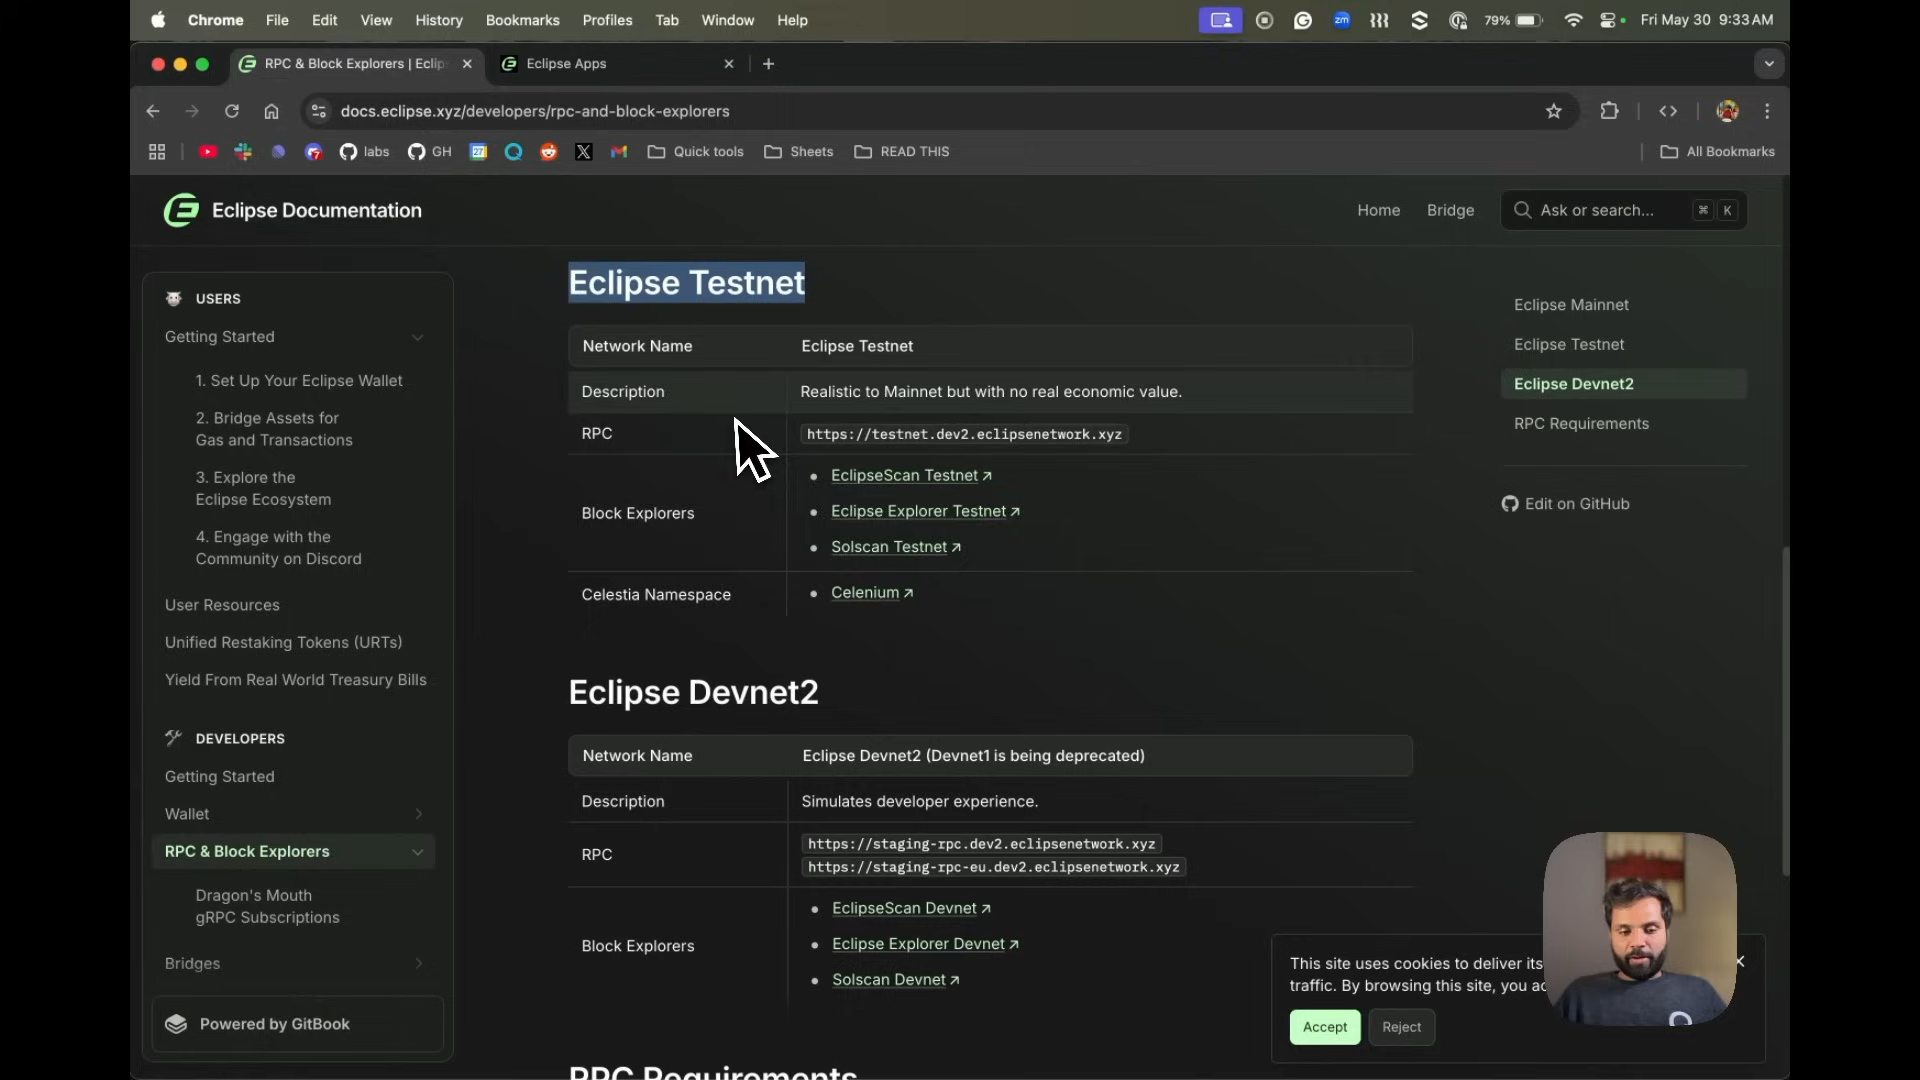 Chrome File Edit View History Bookmarks Profiles Tab Window Help zm 79% Fri May 30 9:33 AM
RPC & Block Explorers | Eclip Eclipse Apps
docs.eclipse.xyz/developers/rpc-and-block-explorers
labs GH 27 Quick tools Sheets READ THIS All Bookmarks
Eclipse Documentation Home Bridge Ask or search... ⌘ K
USERS
Getting Started
1. Set Up Your Eclipse Wallet
2. Bridge Assets for
Gas and Transactions
3. Explore the
Eclipse Ecosystem
4. Engage with the
Community on Discord
User Resources
Unified Restaking Tokens (URTs)
Yield From Real World Treasury Bills
DEVELOPERS
Getting Started
Wallet
RPC & Block Explorers
Dragon's Mouth
gRPC Subscriptions
Bridges
Powered by GitBook
Eclipse Testnet
Network Name Eclipse Testnet
Description Realistic to Mainnet but with no real economic value.
RPC https://testnet.dev2.eclipsenetwork.xyz
Block Explorers
EclipseScan Testnet
Eclipse Explorer Testnet
Solscan Testnet
Celestia Namespace Celenium
Eclipse Devnet2
Network Name Eclipse Devnet2 (Devnet1 is being deprecated)
Description Simulates developer experience.
RPC
https://staging-rpc.dev2.eclipsenetwork.xyz
https://staging-rpc-eu.dev2.eclipsenetwork.xyz
Block Explorers
EclipseScan Devnet
Eclipse Explorer Devnet
Solscan Devnet
RPC Requirements
Eclipse Mainnet
Eclipse Testnet
Eclipse Devnet2
RPC Requirements
Edit on GitHub
This site uses cookies to deliver its
traffic. By browsing this site, you
Accept Reject